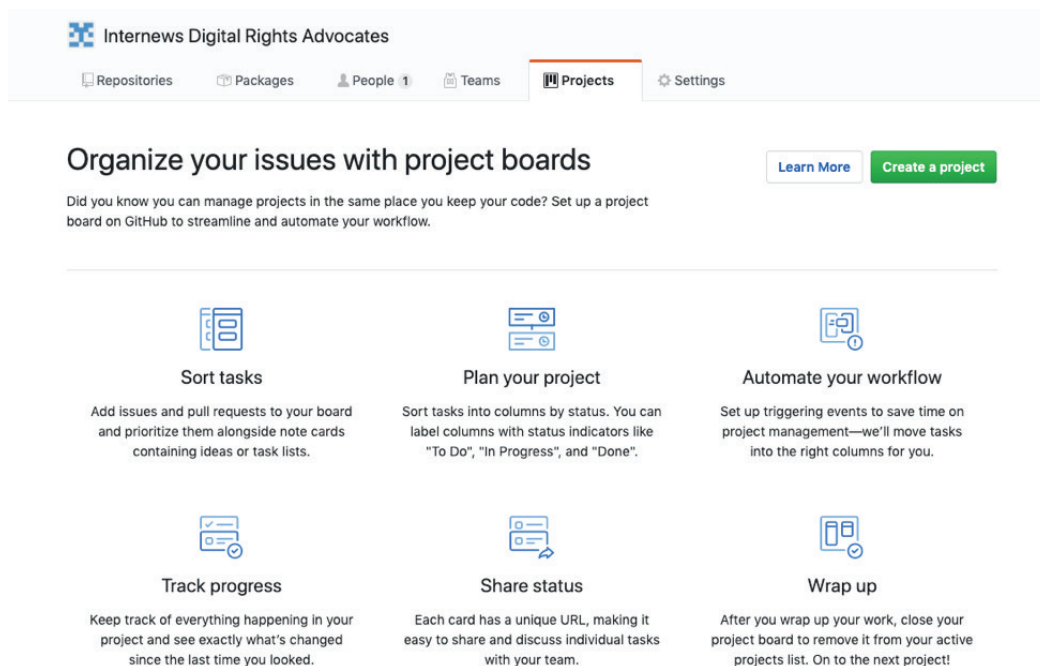 Internews Digital Rights Advocates
Repositories Packages People 1 Teams Projects Settings
Organize your issues with project boards
Learn More Create a project
Did you know you can manage projects in the same place you keep your code? Set up a project
board on GitHub to streamline and automate your workflow.
Sort tasks
Add issues and pull requests to your board
and prioritize them alongside note cards
containing ideas or task lists.
Plan your project
Sort tasks into columns by status. You can
label columns with status indicators like
"To Do", "In Progress", and "Done".
Automate your workflow
Set up triggering events to save time on
project management—we'll move tasks
into the right columns for you.
Track progress
Keep track of everything happening in your
project and see exactly what's changed
since the last time you looked.
Share status
Each card has a unique URL, making it
easy to share and discuss individual tasks
with your team.
Wrap up
After you wrap up your work, close your
project board to remove it from your active
projects list. On to the next project!